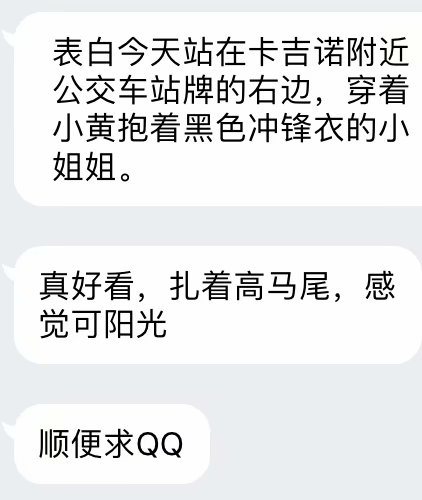 表白今天站在卡吉诺附近
公交车站牌的右边，穿着
小黄抱着黑色冲锋衣的小
姐姐。
真好看，扎着高马尾，感
觉可阳光
顺便求QQ